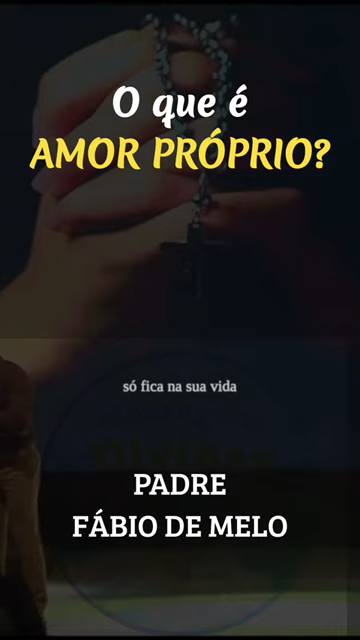 O que é
AMOR PRÓPRIO?
só fica na sua vida
PADRE
FÁBIO DE MELO